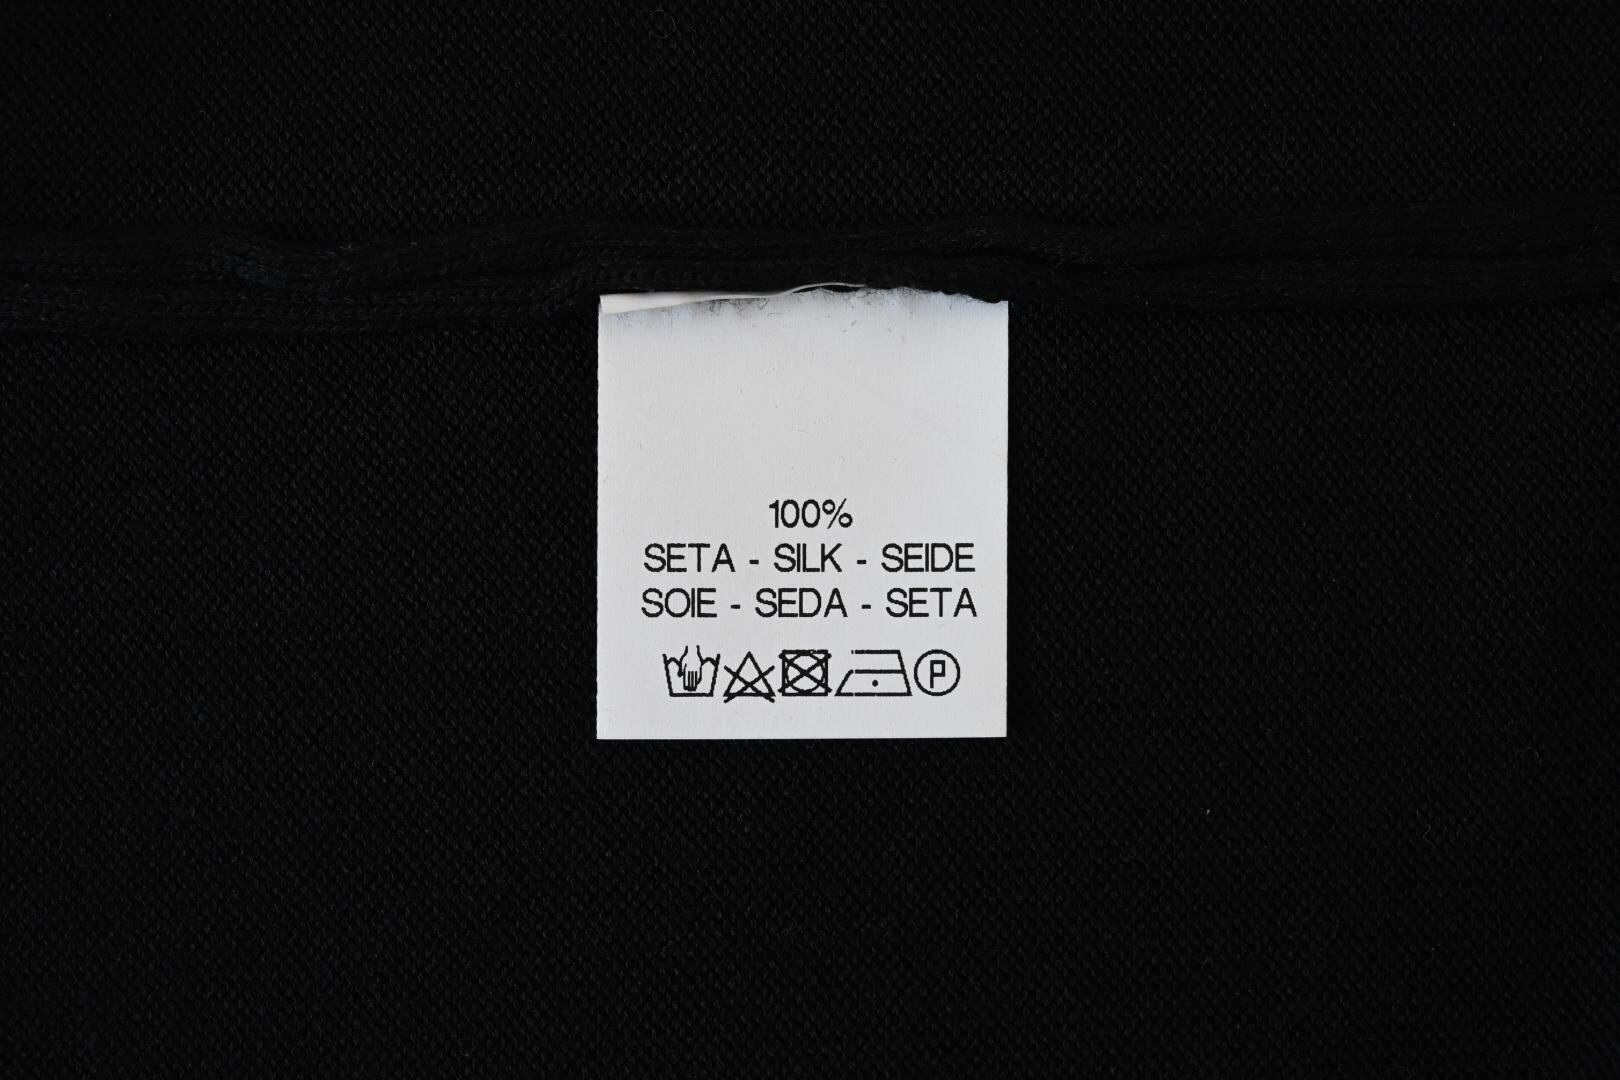 100%
SETA - SILK - SEIDE
SOIE - SEDA - SETA
P